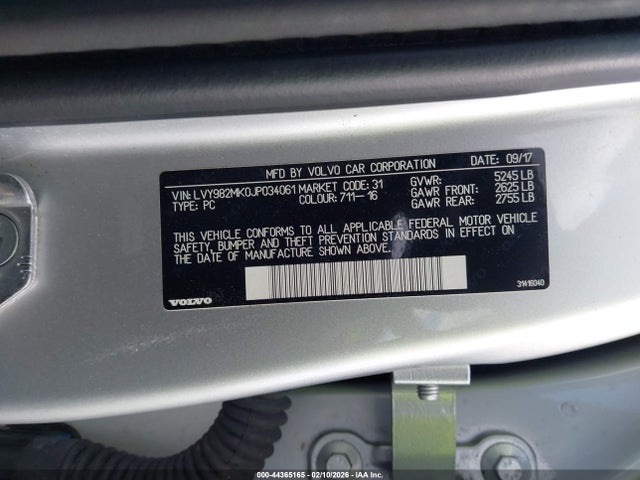 MFD BY VOLVO CAR CORPORATION DATE: 09/17
VIN: LVY982MK0JP034061 MARKET CODE: 31 GVWR: 5245 LB
TYPE: PC COLOUR: 711-16 GAWR FRONT: 2625 LB
GAWR REAR: 2755 LB
THIS VEHICLE CONFORMS TO ALL APPLICABLE FEDERAL MOTOR VEHICLE
SAFETY, BUMPER AND THEFT PREVENTION STANDARDS IN EFFECT ON
THE DATE OF MANUFACTURE SHOWN ABOVE.
VOLVO 31416040
000-44365165 - 02/10/2026 - IAAI.COM